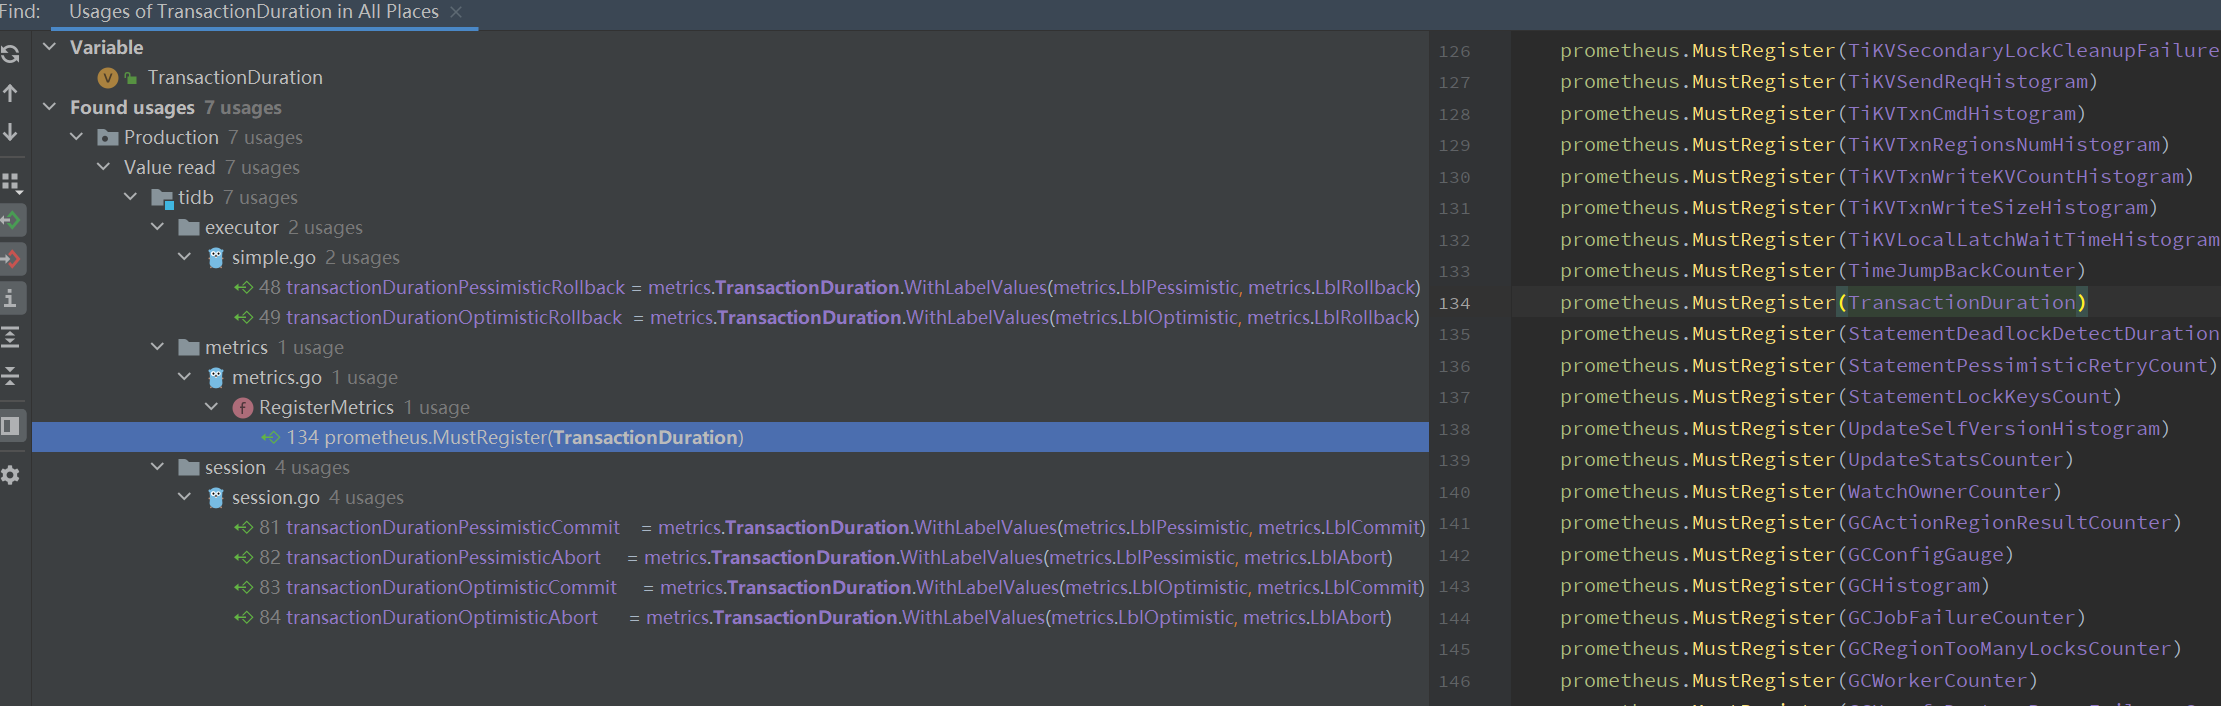 Find: Usages of TransactionDuration in All Places
Variable
TransactionDuration
Found usages 7 usages
Production 7 usages
Value read 7 usages
tidb 7 usages
executor 2 usages
simple.go 2 usages
48 transactionDurationPessimisticRollback = metrics.TransactionDuration.WithLabelValues(metrics.LblPessimistic, metrics.LblRollback)
49 transactionDurationOptimisticRollback = metrics.TransactionDuration.WithLabelValues(metrics.LblOptimistic, metrics.LblRollback)
metrics 1 usage
metrics.go 1 usage
RegisterMetrics 1 usage
134 prometheus.MustRegister(TransactionDuration)
session 4 usages
session.go 4 usages
81 transactionDurationPessimisticCommit = metrics.TransactionDuration.WithLabelValues(metrics.LblPessimistic, metrics.LblCommit)
82 transactionDurationPessimisticAbort = metrics.TransactionDuration.WithLabelValues(metrics.LblPessimistic, metrics.LblAbort)
83 transactionDurationOptimisticCommit = metrics.TransactionDuration.WithLabelValues(metrics.LblOptimistic, metrics.LblCommit)
84 transactionDurationOptimisticAbort = metrics.TransactionDuration.WithLabelValues(metrics.LblOptimistic, metrics.LblAbort)
126 prometheus.MustRegister(TiKVSecondaryLockCleanupFailure
127 prometheus.MustRegister(TiKVSendReqHistogram)
128 prometheus.MustRegister(TiKVTxnCmdHistogram)
129 prometheus.MustRegister(TiKVTxnRegionsNumHistogram)
130 prometheus.MustRegister(TiKVTxnWriteKVCountHistogram)
131 prometheus.MustRegister(TiKVTxnWriteSizeHistogram)
132 prometheus.MustRegister(TiKVLocalLatchWaitTimeHistogram
133 prometheus.MustRegister(TimeJumpBackCounter)
134 prometheus.MustRegister(TransactionDuration)
135 prometheus.MustRegister(StatementDeadlockDetectDuration
136 prometheus.MustRegister(StatementPessimisticRetryCount)
137 prometheus.MustRegister(StatementLockKeysCount)
138 prometheus.MustRegister(UpdateSelfVersionHistogram)
139 prometheus.MustRegister(UpdateStatsCounter)
140 prometheus.MustRegister(WatchOwnerCounter)
141 prometheus.MustRegister(GCActionRegionResultCounter)
142 prometheus.MustRegister(GCConfigGauge)
143 prometheus.MustRegister(GCHistogram)
144 prometheus.MustRegister(GCJobFailureCounter)
145 prometheus.MustRegister(GCRegionTooManyLocksCounter)
146 prometheus.MustRegister(GCWorkerCounter)